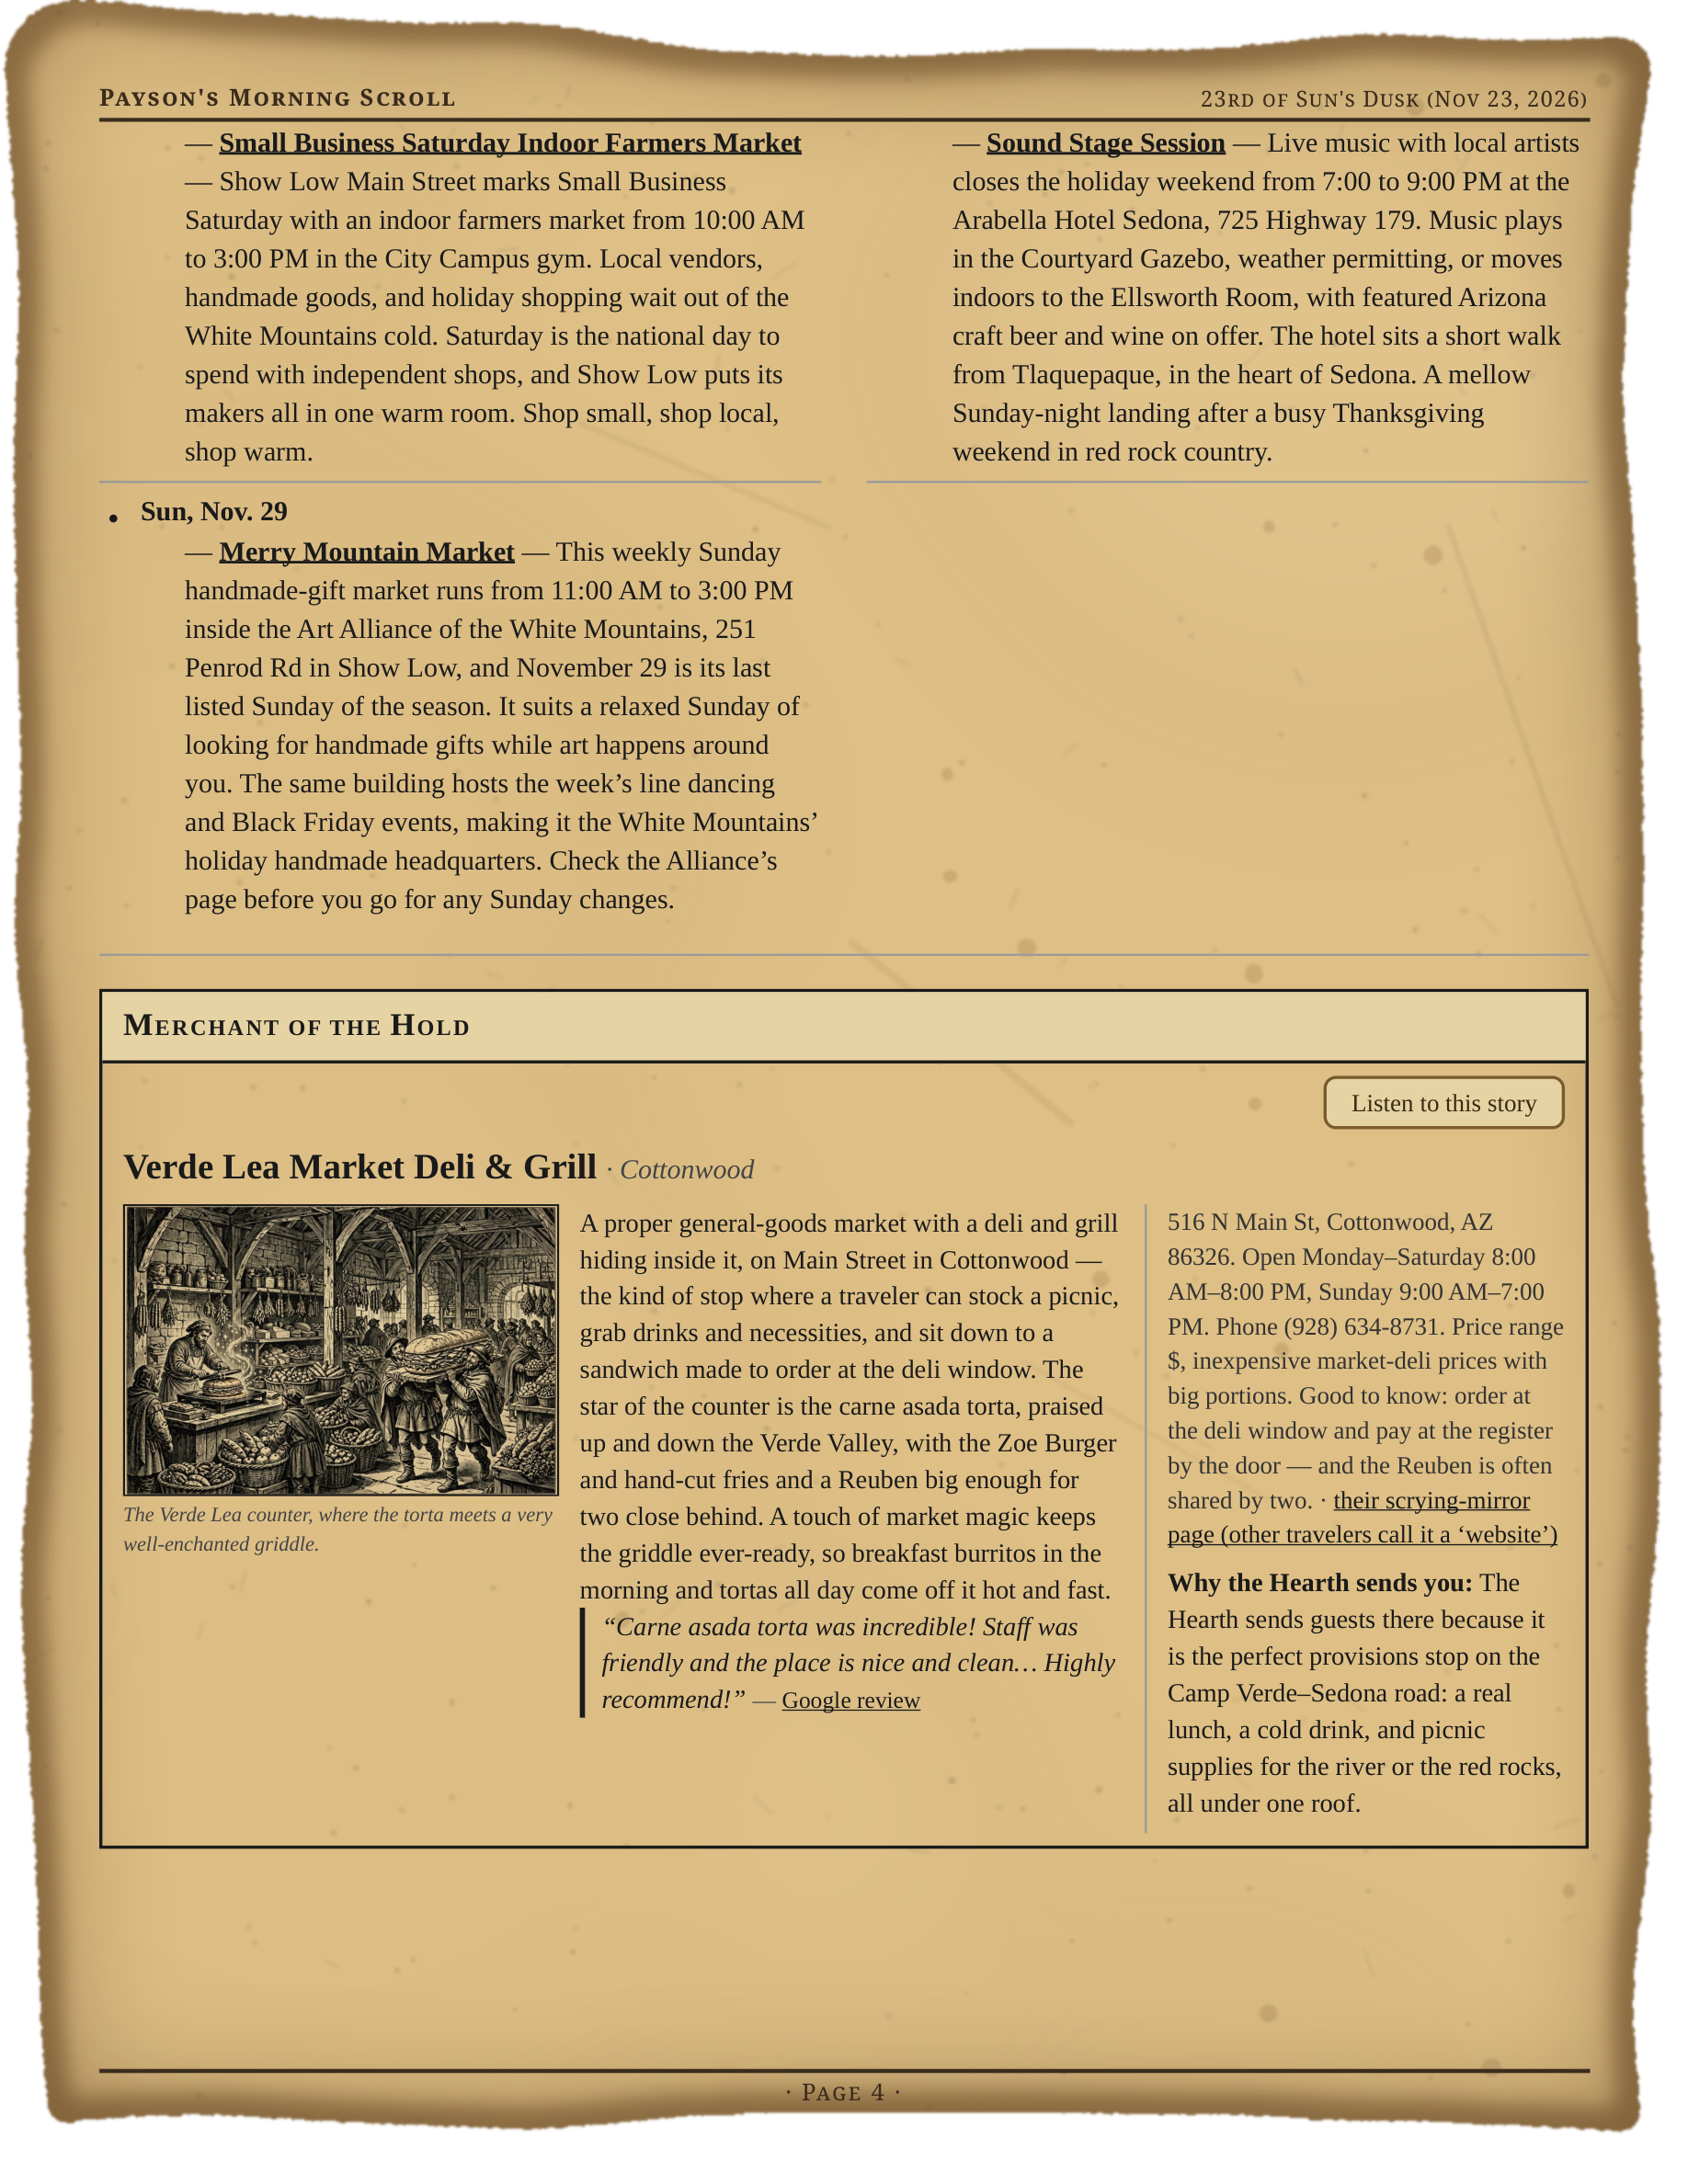 Payson's Morning Scroll
23rd of Sun's Dusk (Nov 23, 2026)
— Small Business Saturday Indoor Farmers Market
— Show Low Main Street marks Small Business
Saturday with an indoor farmers market from 10:00 AM
to 3:00 PM in the City Campus gym. Local vendors,
handmade goods, and holiday shopping wait out of the
White Mountains cold. Saturday is the national day to
spend with independent shops, and Show Low puts its
makers all in one warm room. Shop small, shop local,
shop warm.
• Sun, Nov. 29
— Merry Mountain Market — This weekly Sunday
handmade-gift market runs from 11:00 AM to 3:00 PM
inside the Art Alliance of the White Mountains, 251
Penrod Rd in Show Low, and November 29 is its last
listed Sunday of the season. It suits a relaxed Sunday of
looking for handmade gifts while art happens around
you. The same building hosts the week’s line dancing
and Black Friday events, making it the White Mountains’
holiday handmade headquarters. Check the Alliance’s
page before you go for any Sunday changes.
— Sound Stage Session — Live music with local artists
closes the holiday weekend from 7:00 to 9:00 PM at the
Arabella Hotel Sedona, 725 Highway 179. Music plays
in the Courtyard Gazebo, weather permitting, or moves
indoors to the Ellsworth Room, with featured Arizona
craft beer and wine on offer. The hotel sits a short walk
from Tlaquepaque, in the heart of Sedona. A mellow
Sunday-night landing after a busy Thanksgiving
weekend in red rock country.
Merchant of the Hold
Listen to this story
Verde Lea Market Deli & Grill · Cottonwood
The Verde Lea counter, where the torta meets a very
well-enchanted griddle.
A proper general-goods market with a deli and grill
hiding inside it, on Main Street in Cottonwood —
the kind of stop where a traveler can stock a picnic,
grab drinks and necessities, and sit down to a
sandwich made to order at the deli window. The
star of the counter is the carne asada torta, praised
up and down the Verde Valley, with the Zoe Burger
and hand-cut fries and a Reuben big enough for
two close behind. A touch of market magic keeps
the griddle ever-ready, so breakfast burritos in the
morning and tortas all day come off it hot and fast.
“Carne asada torta was incredible! Staff was
friendly and the place is nice and clean… Highly
recommend!” — Google review
516 N Main St, Cottonwood, AZ
86326. Open Monday–Saturday 8:00
AM–8:00 PM, Sunday 9:00 AM–7:00
PM. Phone (928) 634-8731. Price range
$, inexpensive market-deli prices with
big portions. Good to know: order at
the deli window and pay at the register
by the door — and the Reuben is often
shared by two. · their scrying-mirror
page (other travelers call it a ‘website’)
Why the Hearth sends you: The
Hearth sends guests there because it
is the perfect provisions stop on the
Camp Verde–Sedona road: a real
lunch, a cold drink, and picnic
supplies for the river or the red rocks,
all under one roof.
· Page 4 ·